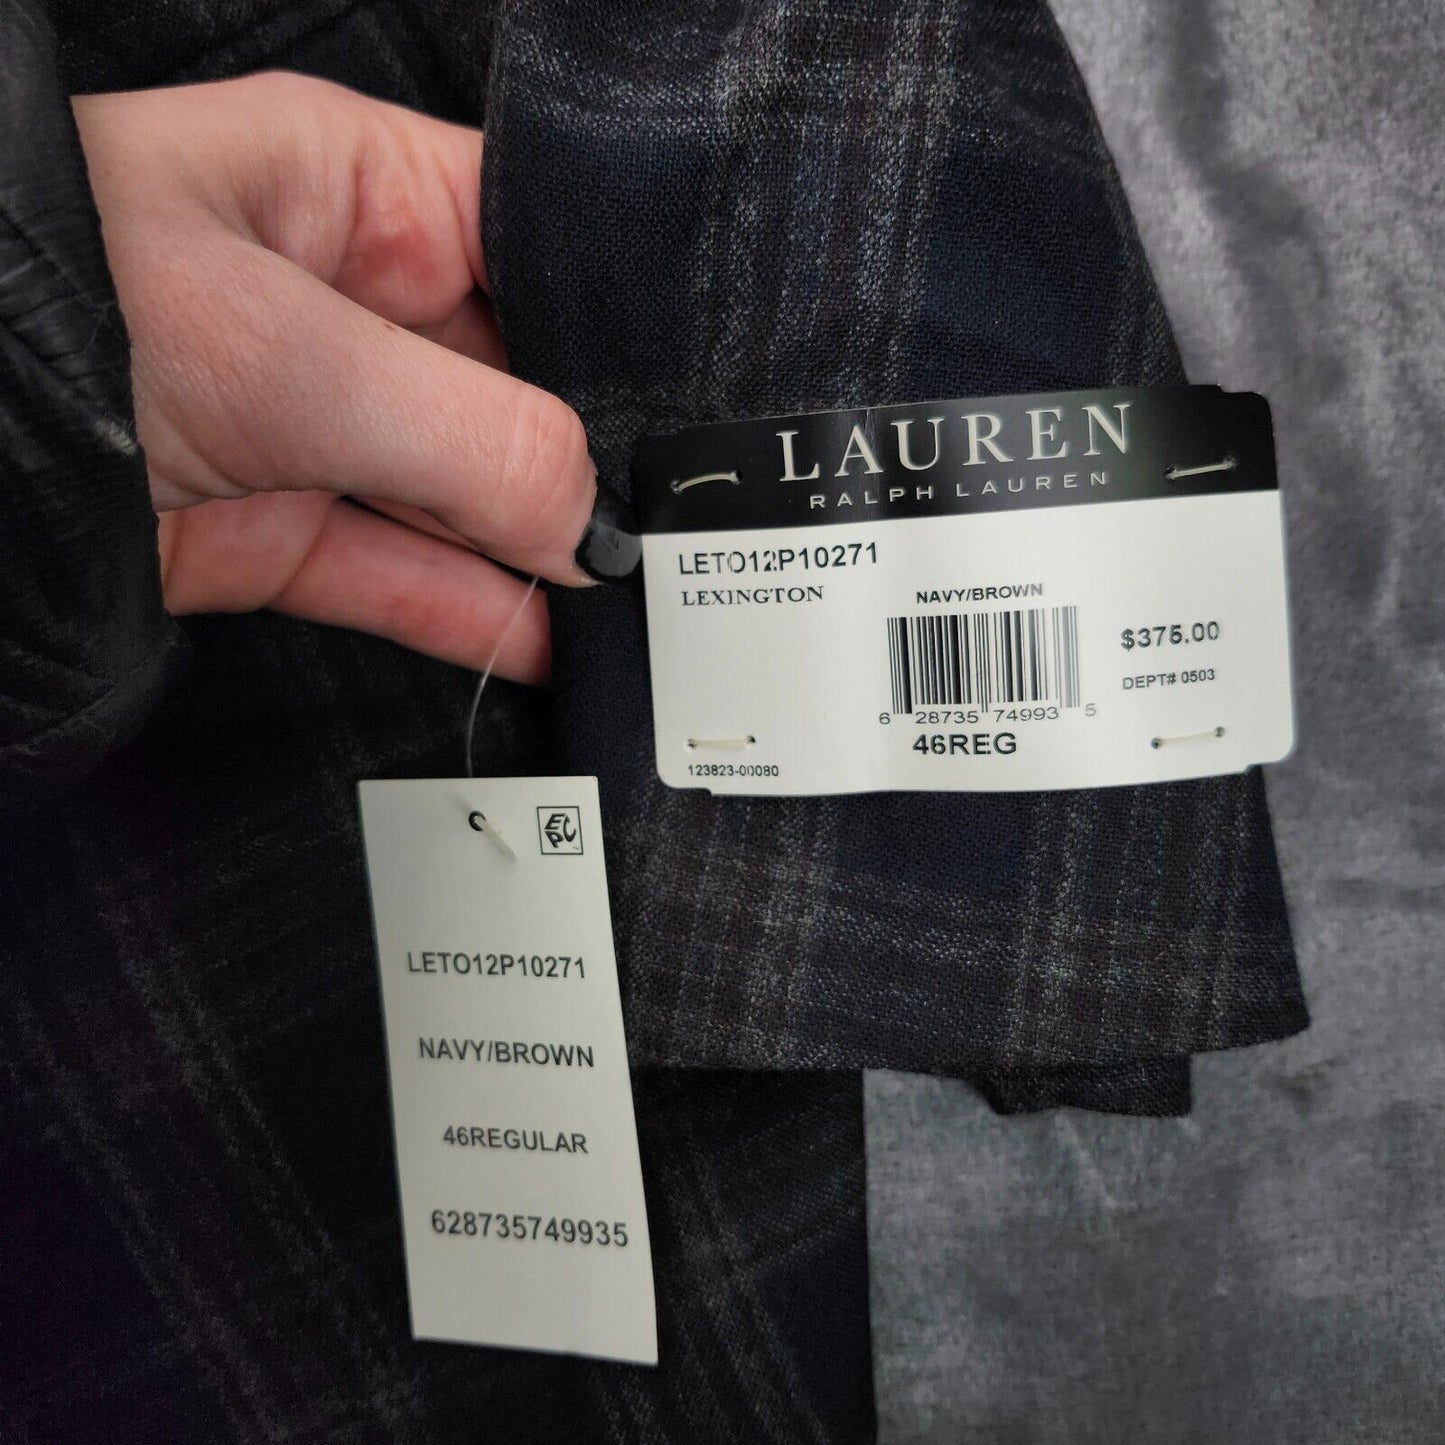 LAUREN
RALPH LAUREN
LETO12P10271
LEXINGTON
NAVY/BROWN
$375.00
DEPT# 0503
6 28735 74993 5
46REG
123823-00080
EPC
LETO12P10271
NAVY/BROWN
46REGULAR
628735749935